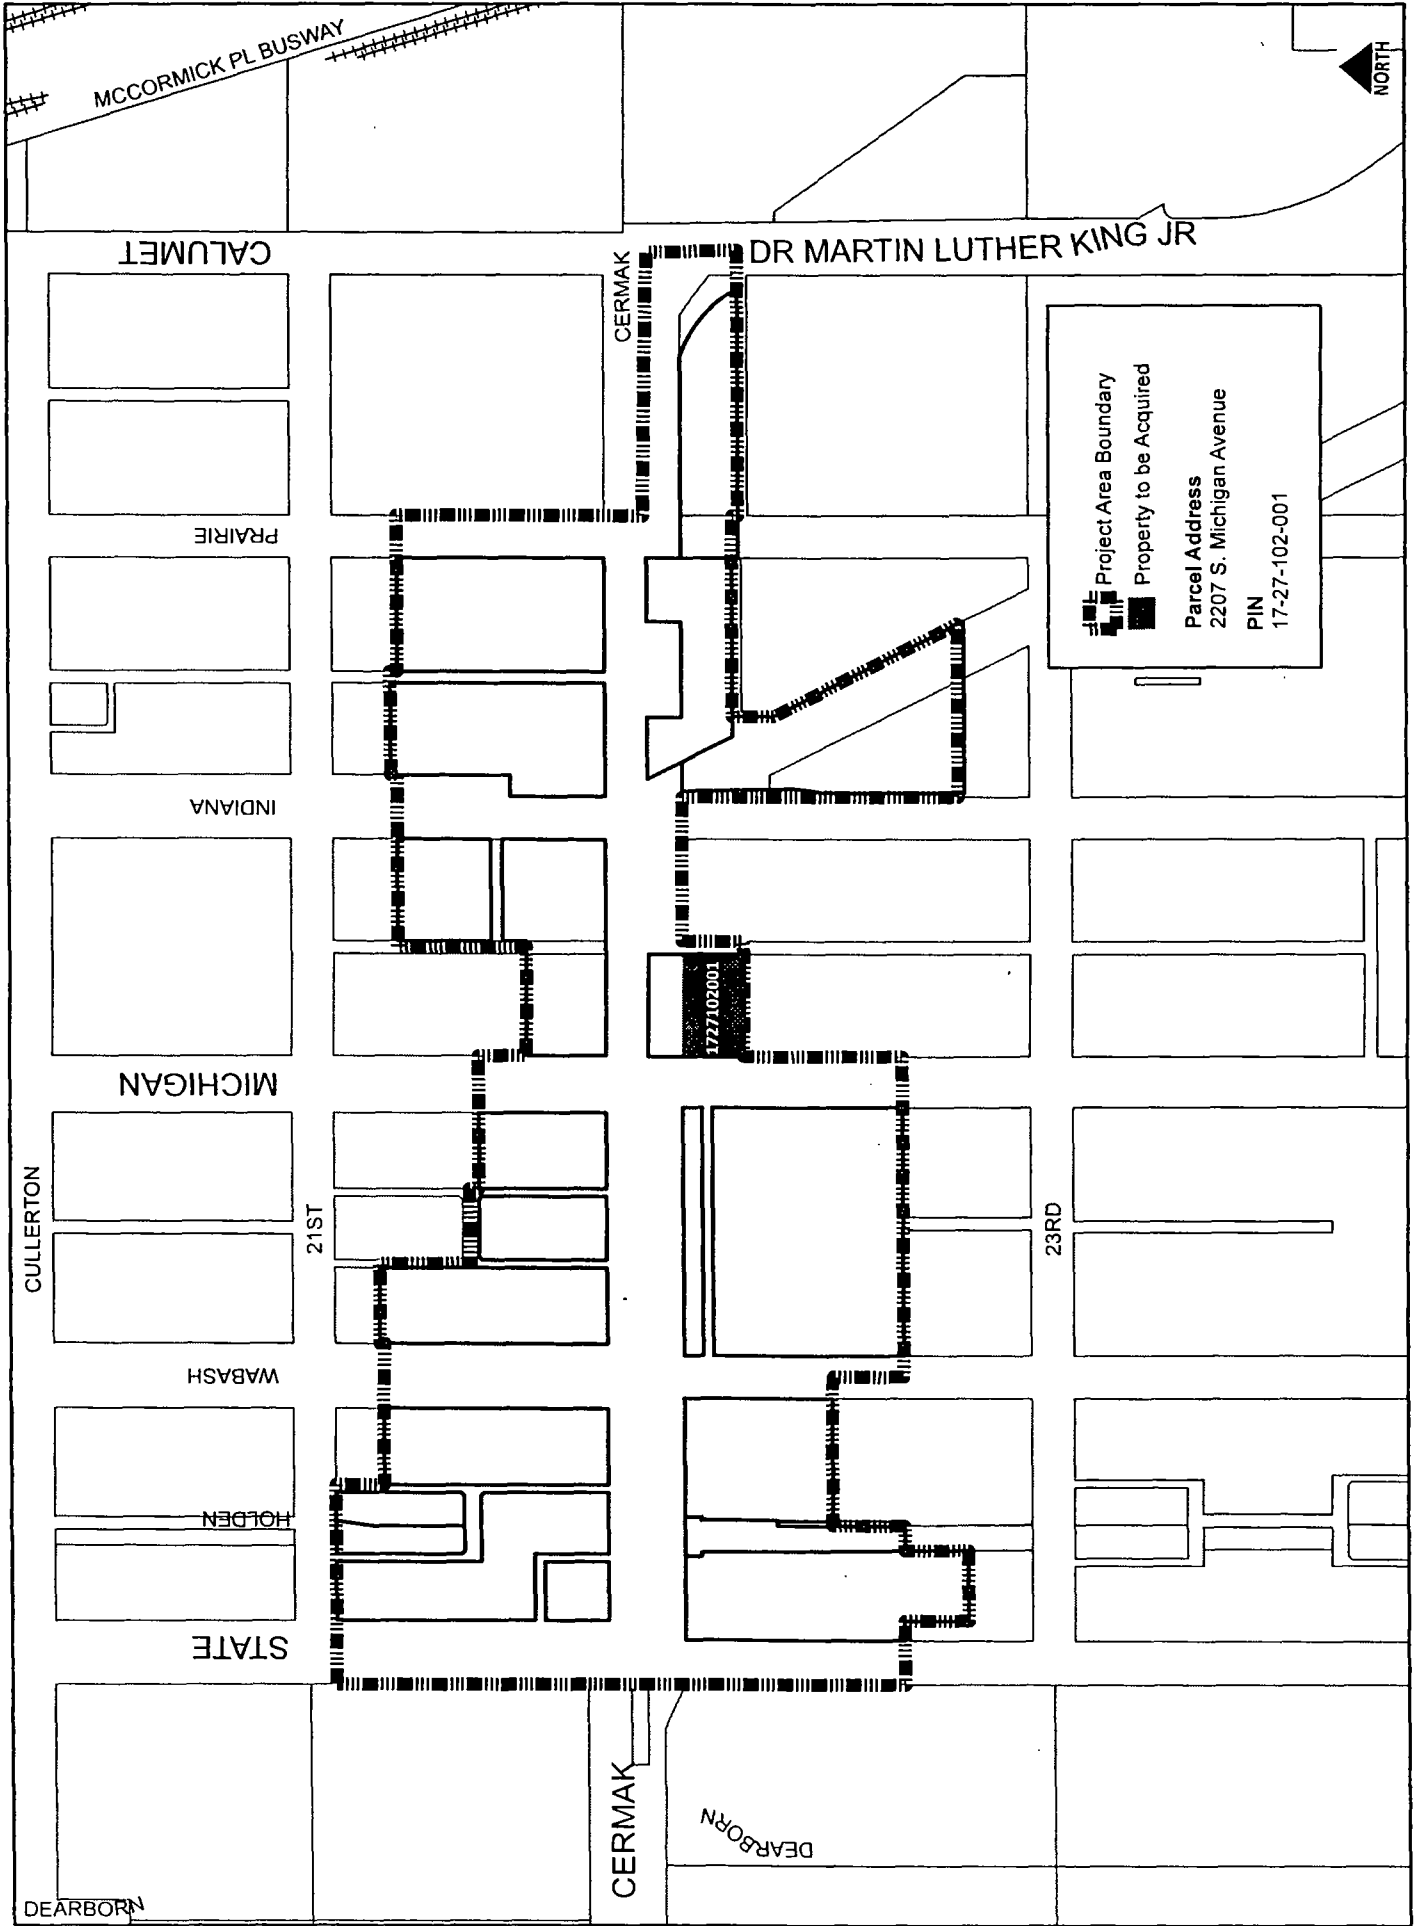 MCCORMICK PL BUSWAY
NORTH
CALUMET
CERMAK
DR MARTIN LUTHER KING JR
PRAIRIE
INDIANA
MICHIGAN
CULLERTON
21ST
23RD
WABASH
HOLDEN
STATE
CERMAK
DEARBORN
DEARBORN
1727102001
Project Area Boundary
Property to be Acquired
Parcel Address
2207 S. Michigan Avenue
PIN
17-27-102-001